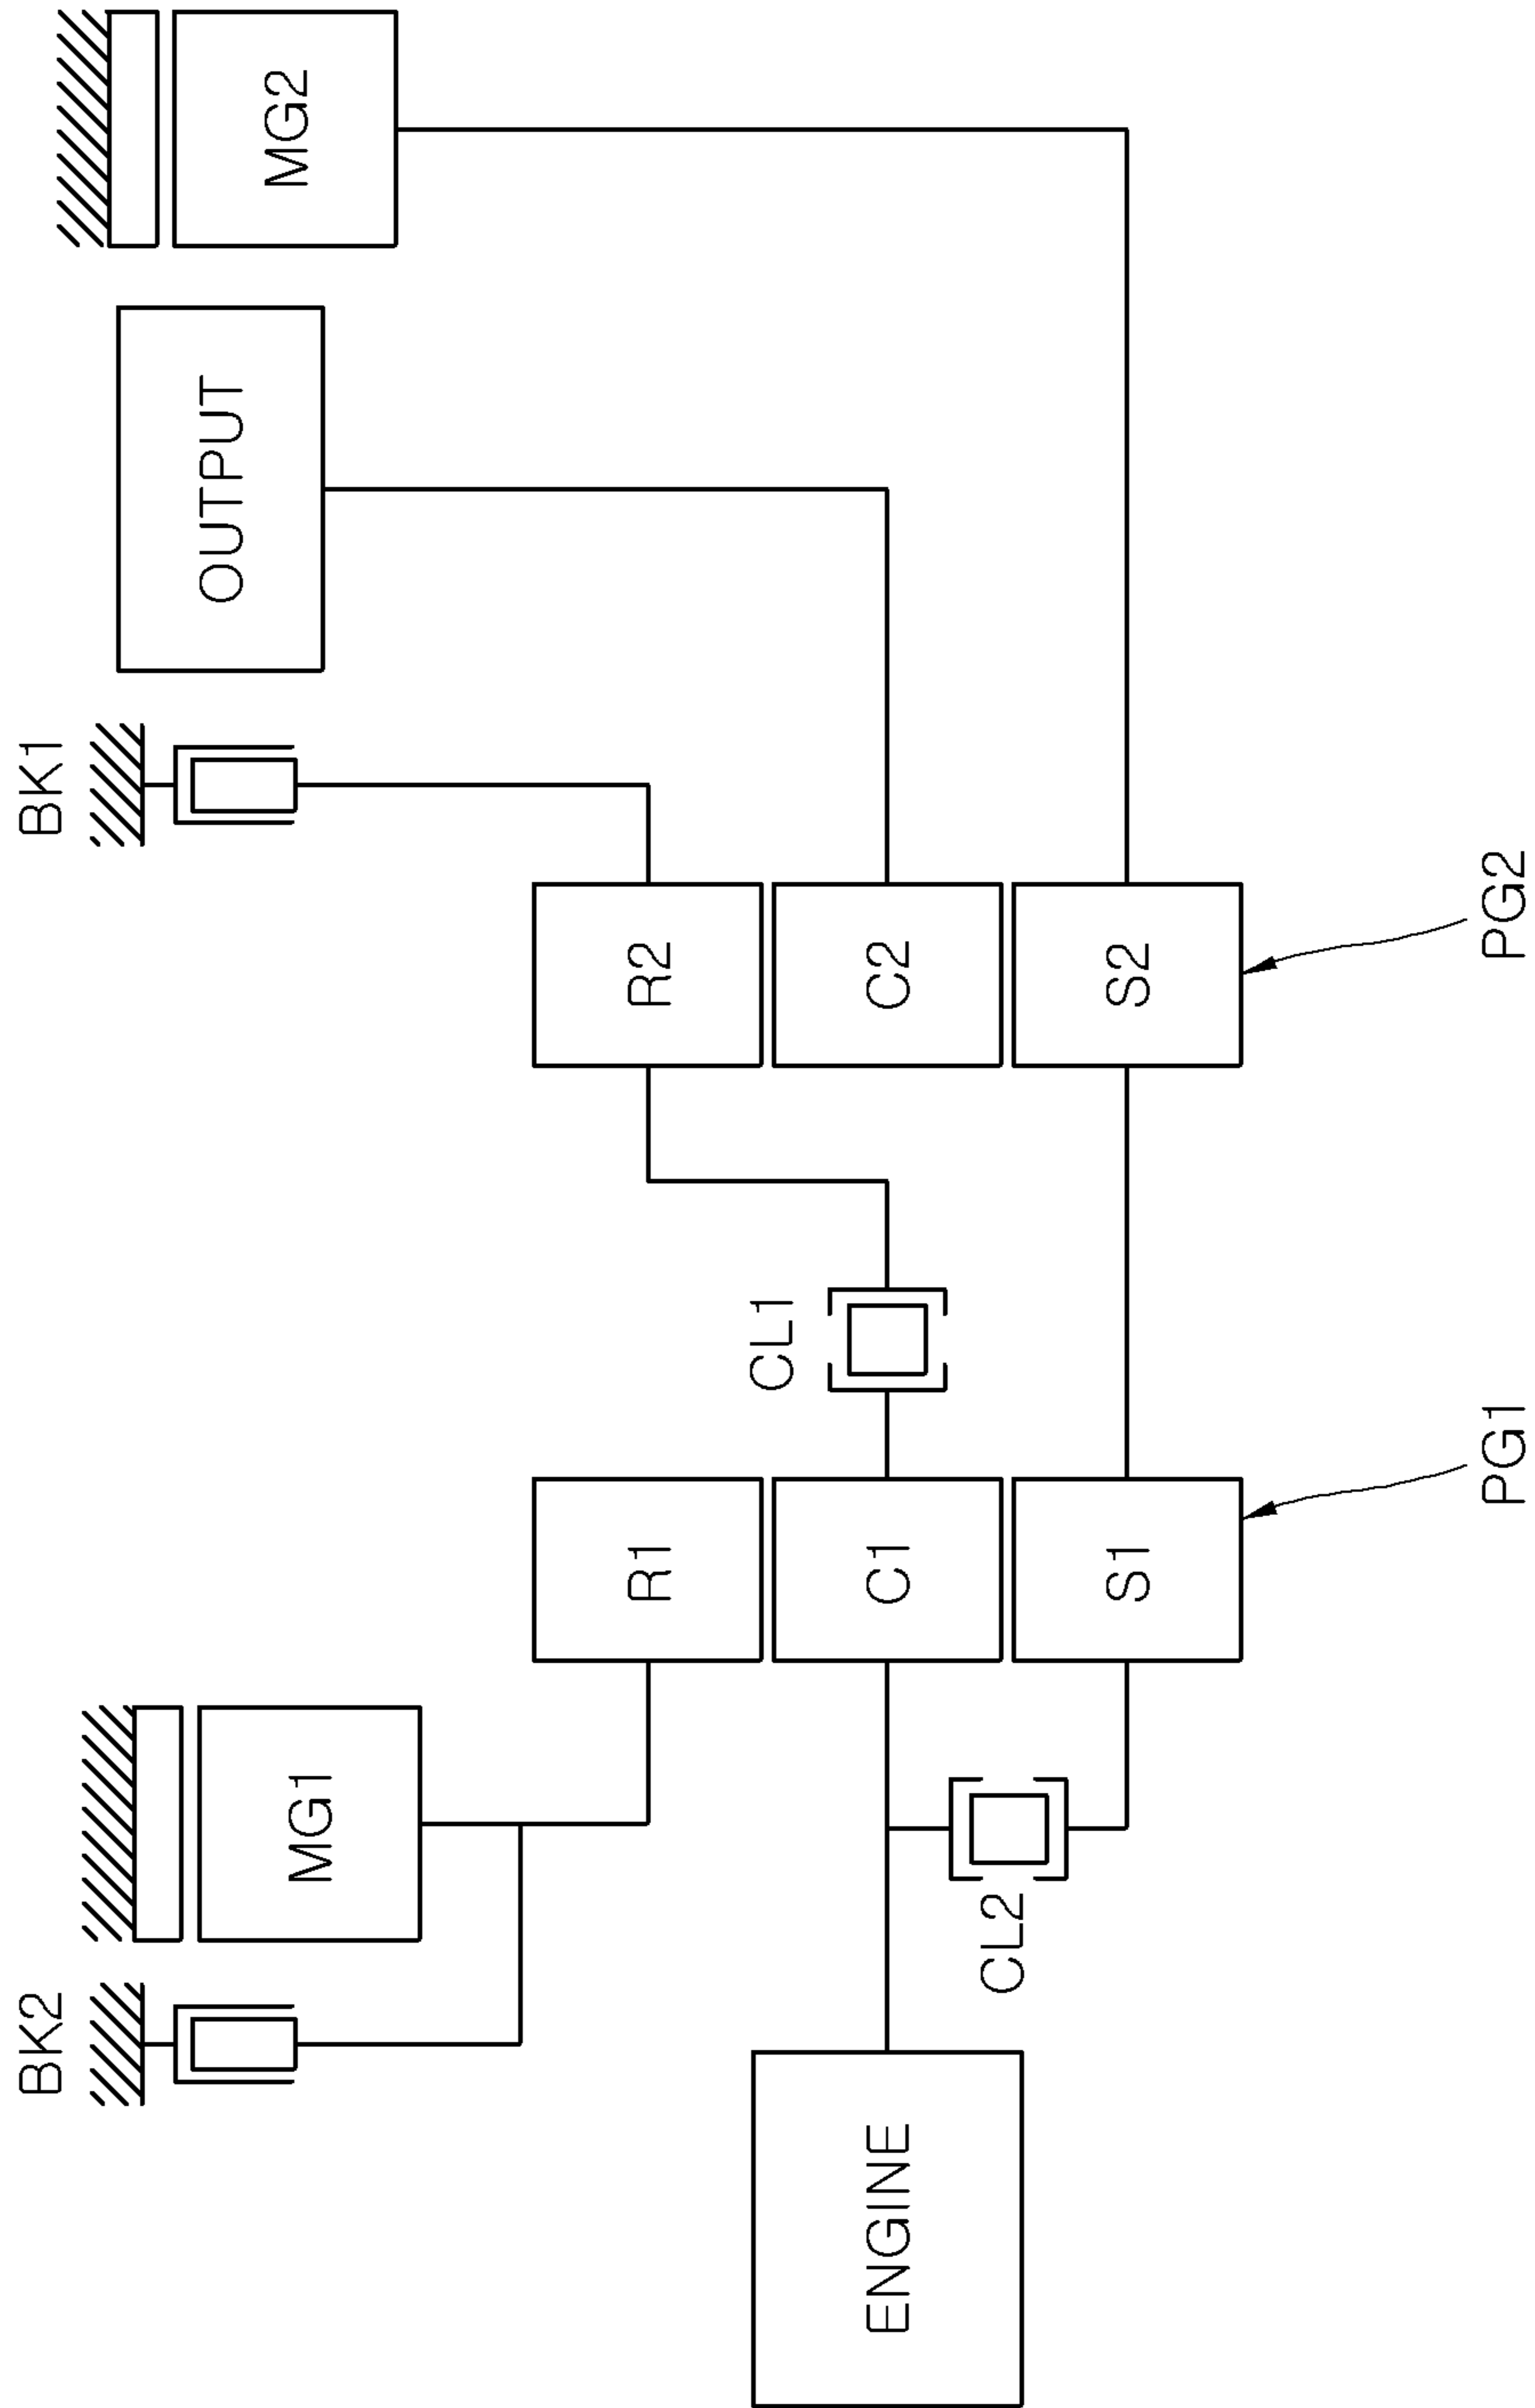 BK2
MG1
BK1
OUTPUT
MG2
R1
R2
CL1
ENGINE
C1
C2
CL2
S1
S2
PG1
PG2